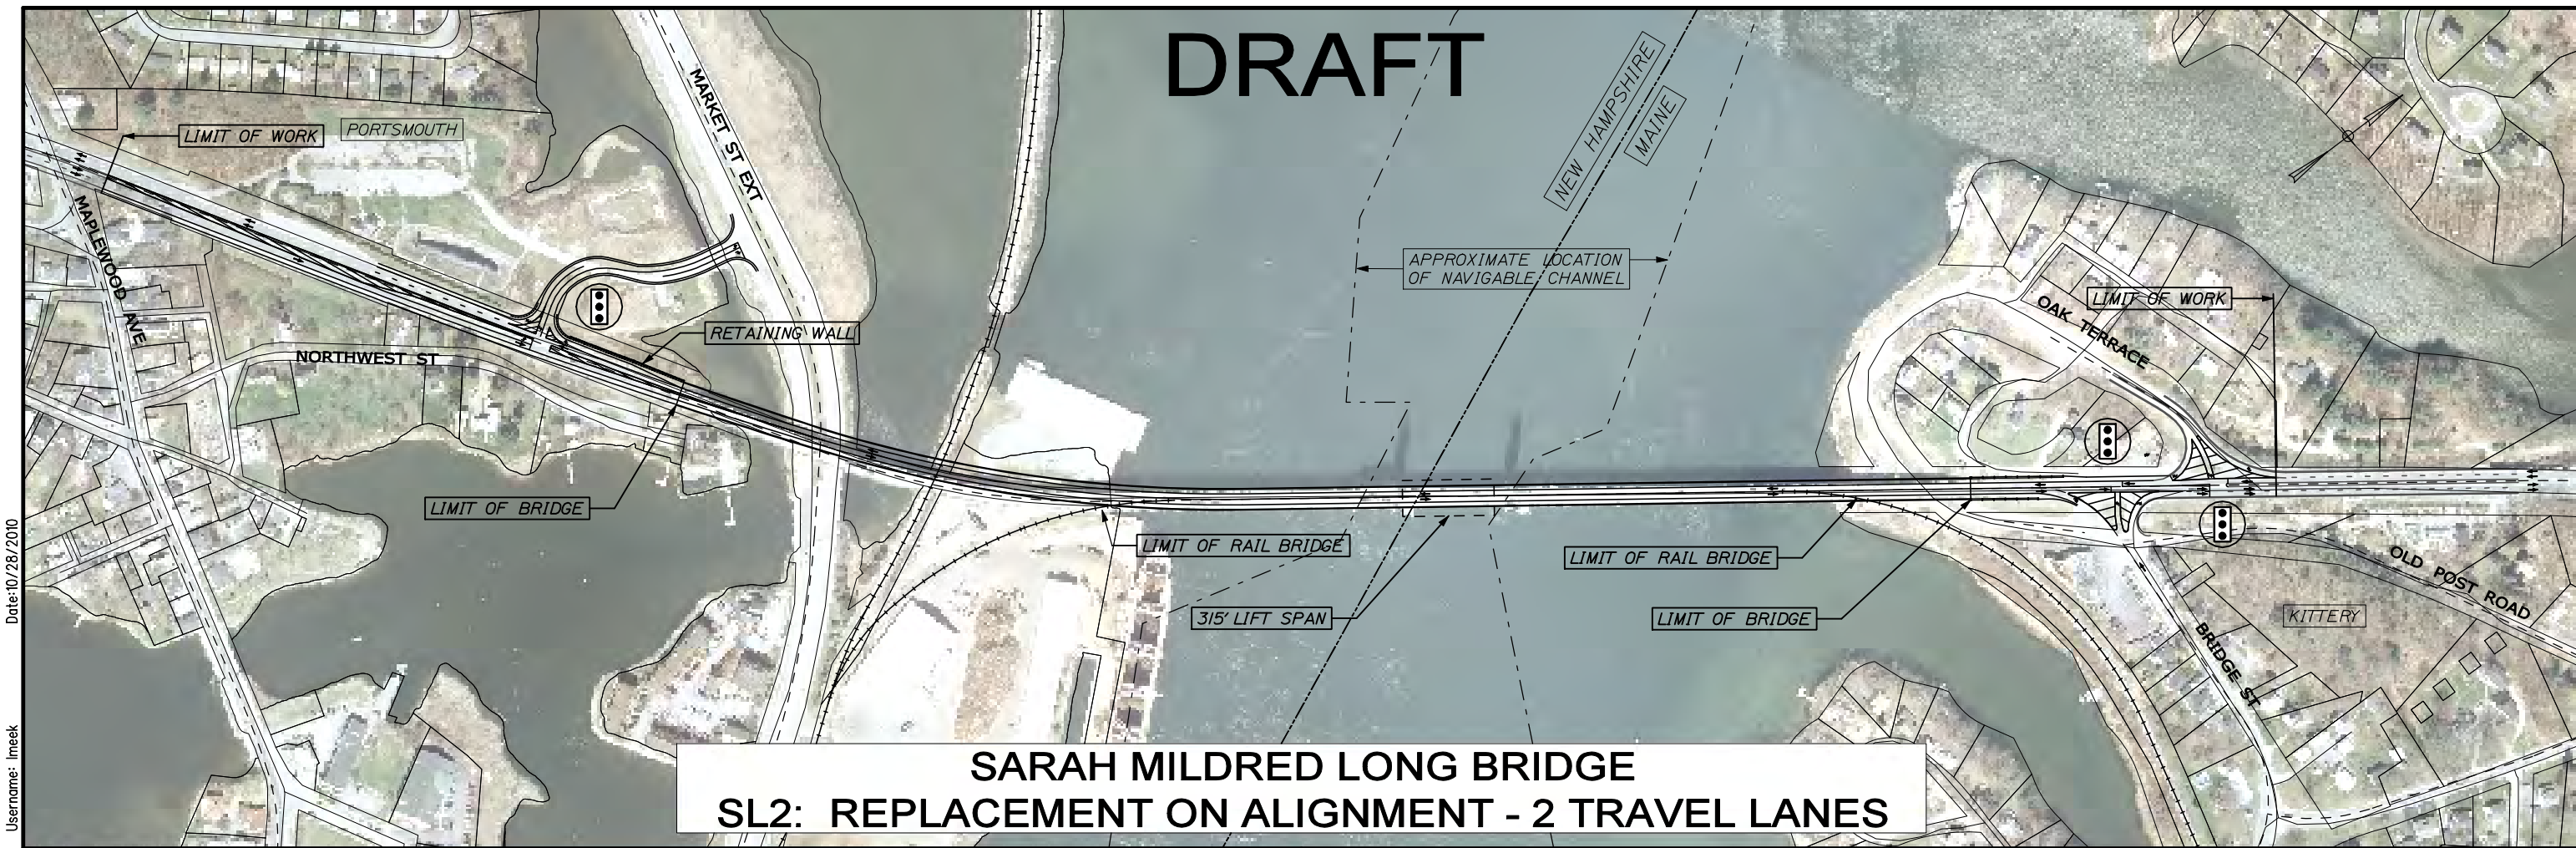 DRAFT
MARKET ST EXT
NEW HAMPSHIRE
MAINE
LIMIT OF WORK
PORTSMOUTH
MAPLEWOOD AVE
APPROXIMATE LOCATION
OF NAVIGABLE CHANNEL
OAK TERRACE
LIMIT OF WORK
RETAINING WALL
NORTHWEST ST
LIMIT OF BRIDGE
LIMIT OF RAIL BRIDGE
LIMIT OF RAIL BRIDGE
OLD POST ROAD
315' LIFT SPAN
LIMIT OF BRIDGE
KITTERY
BRIDGE ST
Date:10/28/2010
Username: lmeek
SARAH MILDRED LONG BRIDGE
SL2: REPLACEMENT ON ALIGNMENT - 2 TRAVEL LANES